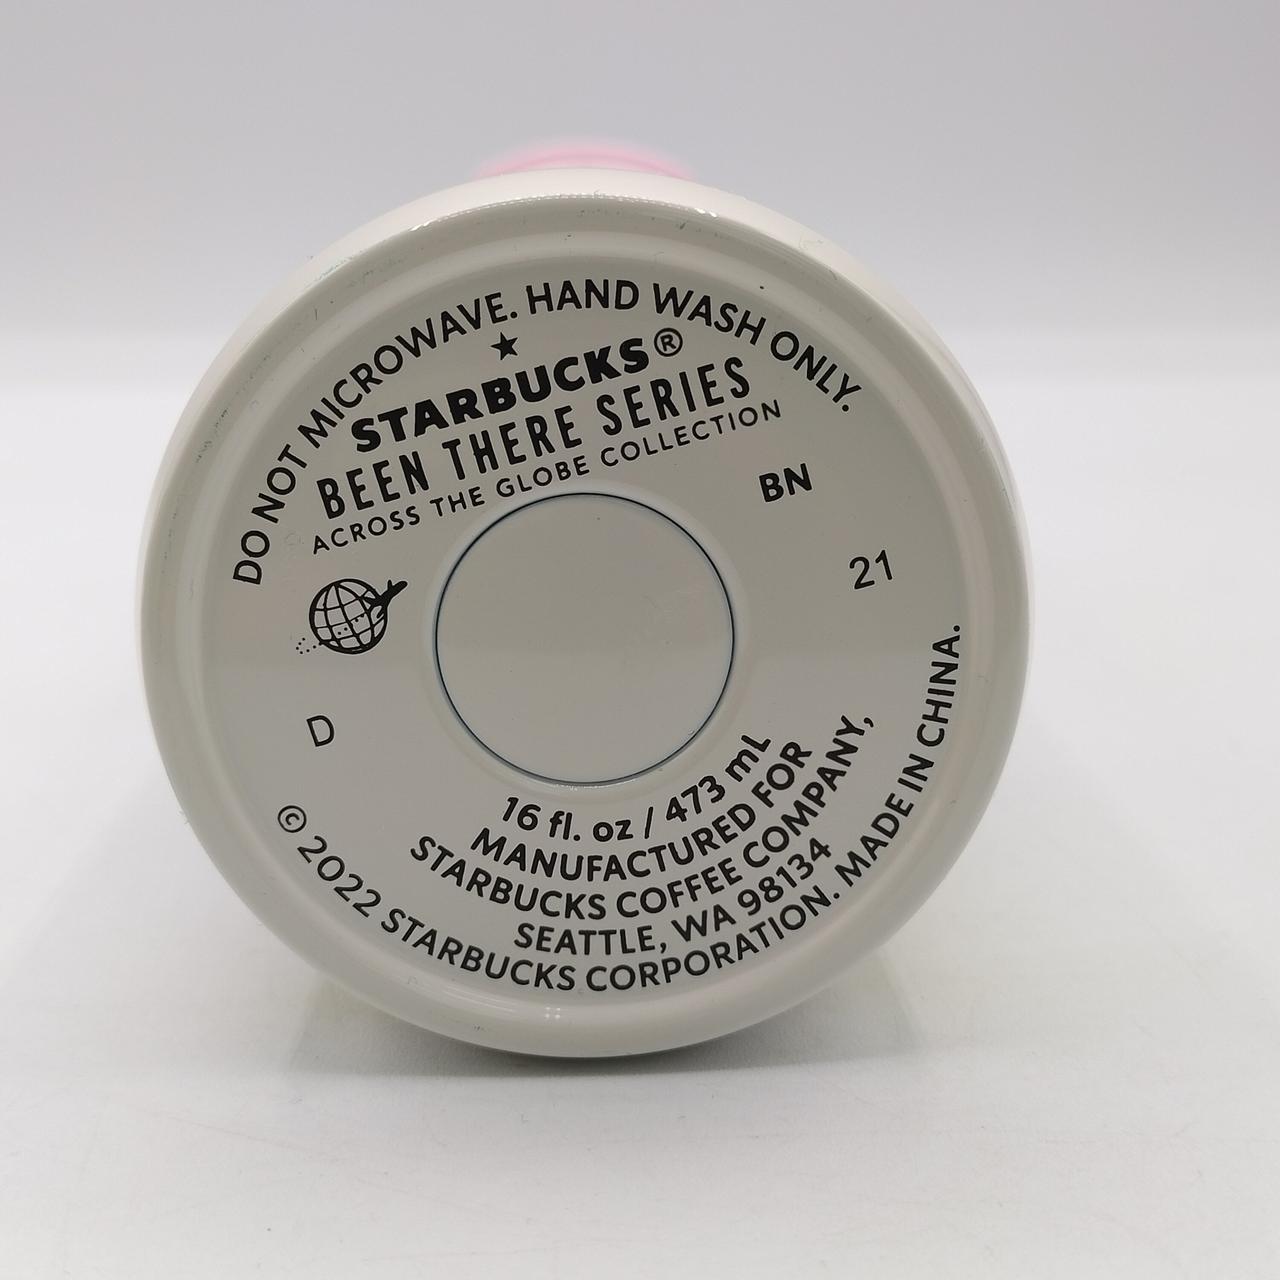 DO NOT MICROWAVE. HAND WASH ONLY.
STARBUCKS®
BEEN THERE SERIES
ACROSS THE GLOBE COLLECTION
BN
21
D
16 fl. oz / 473 mL
MANUFACTURED FOR
STARBUCKS COFFEE COMPANY,
SEATTLE, WA 98134
© 2022 STARBUCKS CORPORATION. MADE IN CHINA.